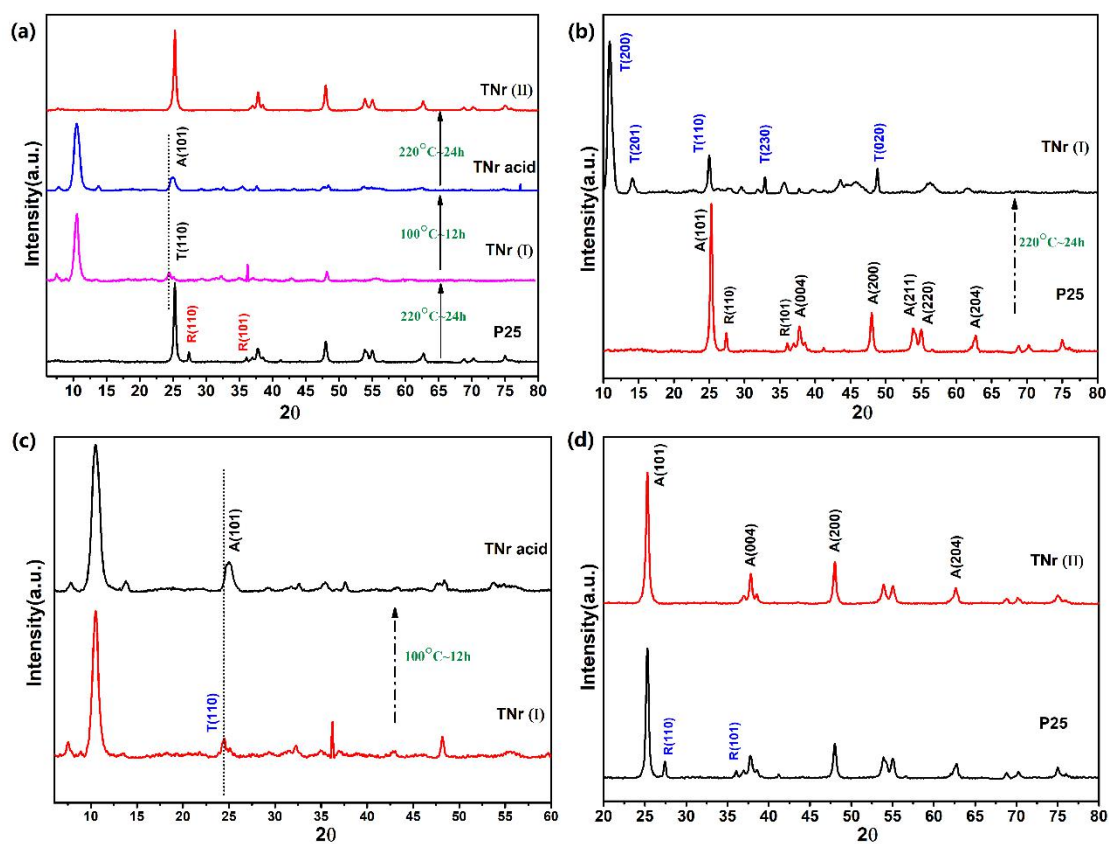 (a)
TNr (II)
A(101)
220°C~24h
TNr acid
100°C~12h
T(110)
TNr (I)
R(110)
R(101)
220°C~24h
P25
Intensity(a.u.)
10 15 20 25 30 35 40 45 50 55 60 65 70 75 80
2θ
(b)
T(200)
T(201)
T(110)
T(230)
T(020)
TNr (I)
220°C~24h
A(101)
R(110)
R(101)
A(004)
A(200)
A(211)
A(220)
A(204)
P25
Intensity(a.u.)
10 15 20 25 30 35 40 45 50 55 60 65 70 75 80
2θ
(c)
A(101)
TNr acid
100°C~12h
T(110)
TNr (I)
Intensity(a.u.)
10 15 20 25 30 35 40 45 50 55 60
2θ
(d)
A(101)
A(004)
A(200)
A(204)
TNr (II)
R(110)
R(101)
P25
Intensity(a.u.)
20 25 30 35 40 45 50 55 60 65 70 75 80
2θ